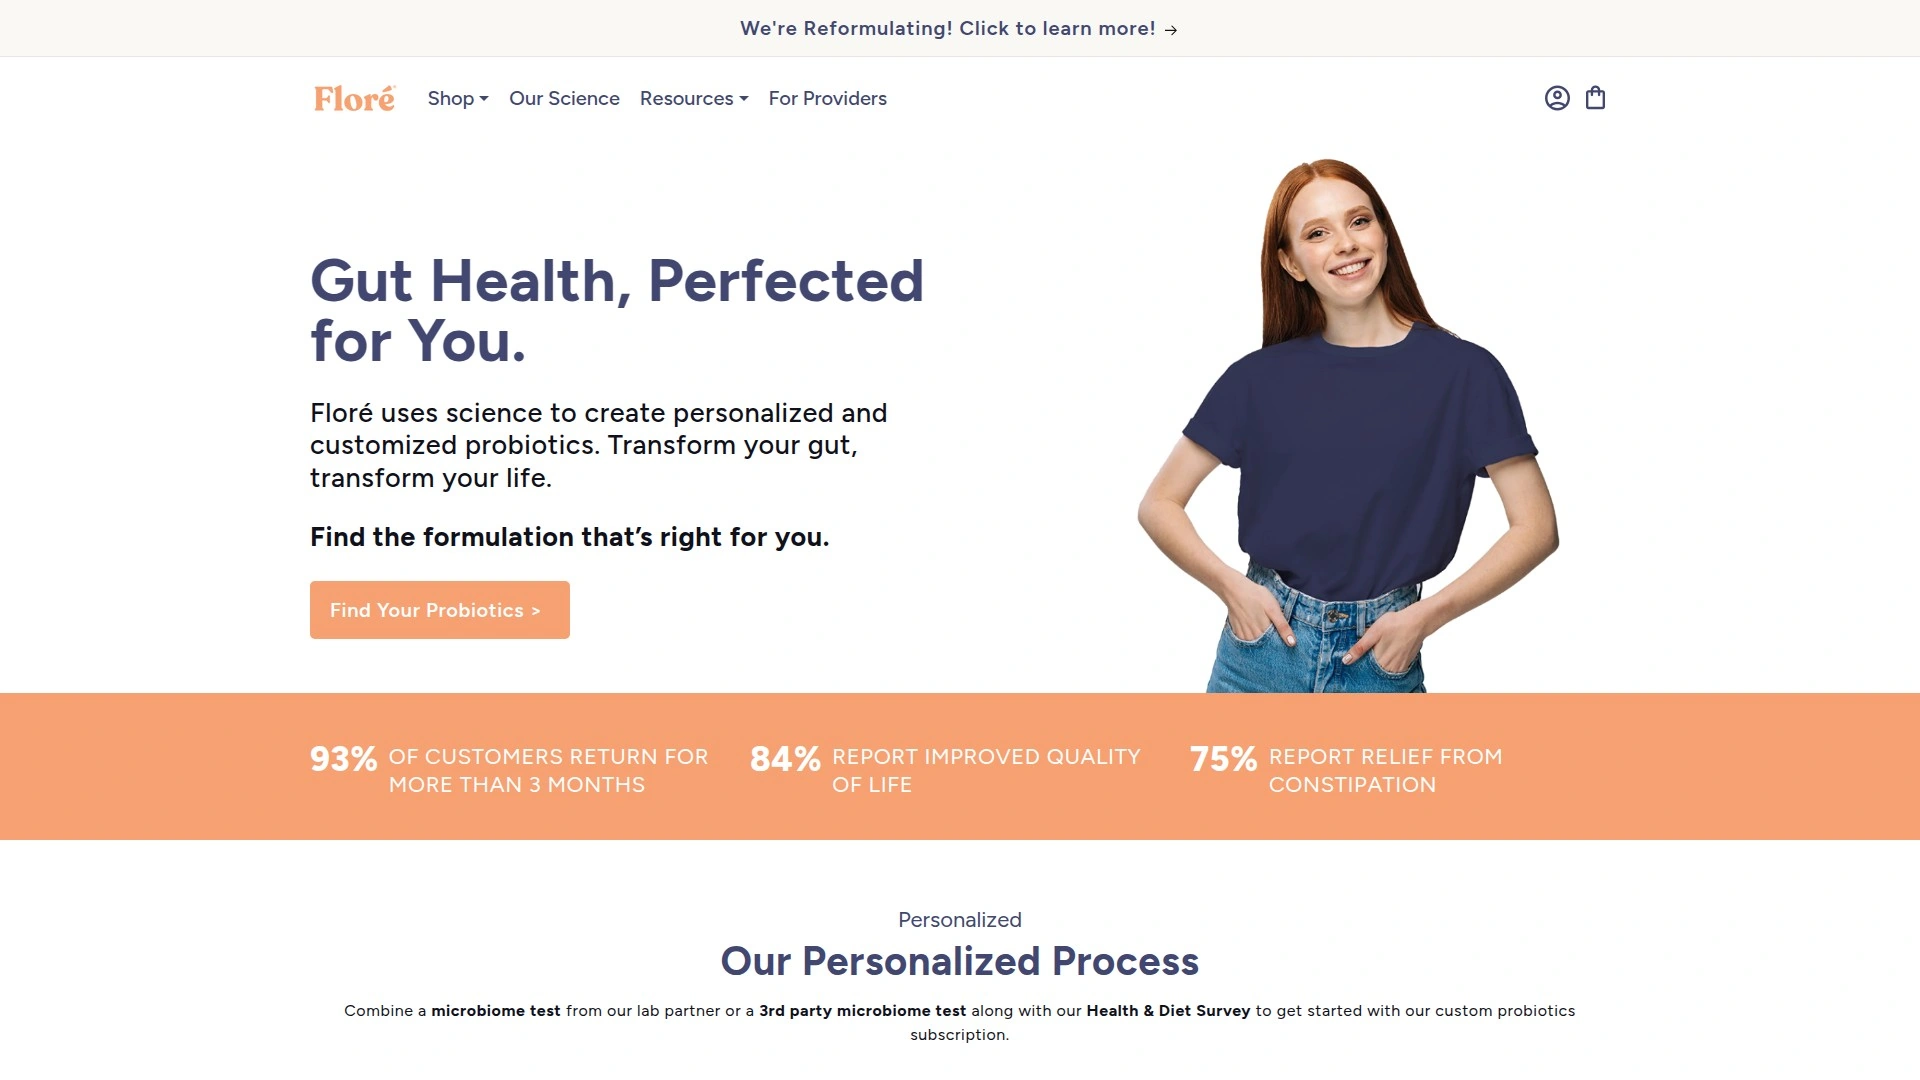 We're Reformulating! Click to learn more! →
Floré
Shop
Our Science
Resources
For Providers
Gut Health, Perfected
for You.
Floré uses science to create personalized and
customized probiotics. Transform your gut,
transform your life.
Find the formulation that’s right for you.
Find Your Probiotics >
93% OF CUSTOMERS RETURN FOR
MORE THAN 3 MONTHS
84% REPORT IMPROVED QUALITY
OF LIFE
75% REPORT RELIEF FROM
CONSTIPATION
Personalized
Our Personalized Process
Combine a microbiome test from our lab partner or a 3rd party microbiome test along with our Health & Diet Survey to get started with our custom probiotics
subscription.